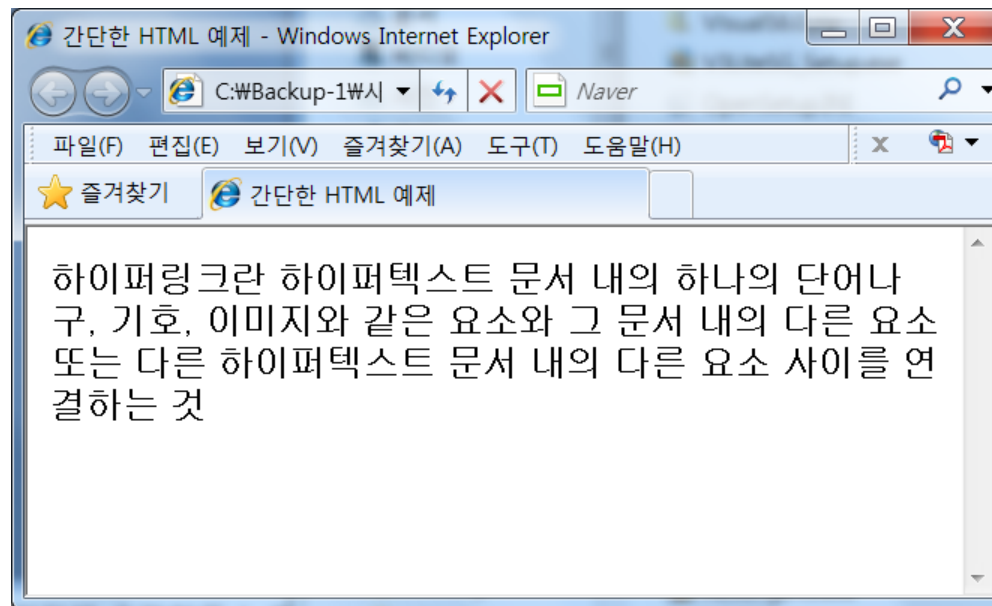 간단한 HTML 예제 - Windows Internet Explorer
C:₩Backup-1₩시
Naver
파일(F) 편집(E) 보기(V) 즐겨찾기(A) 도구(T) 도움말(H) x
즐겨찾기 간단한 HTML 예제
하이퍼링크란 하이퍼텍스트 문서 내의 하나의 단어나
구, 기호, 이미지와 같은 요소와 그 문서 내의 다른 요소
또는 다른 하이퍼텍스트 문서 내의 다른 요소 사이를 연
결하는 것